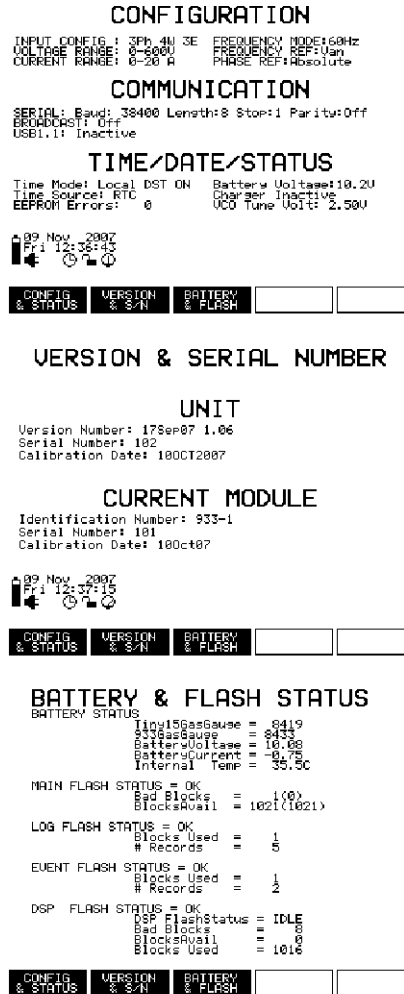 CONFIGURATION
INPUT CONFIG : 3Ph 4W 3E FREQUENCY MODE:60Hz
VOLTAGE RANGE: 0-600V FREQUENCY REF:Van
CURRENT RANGE: 0-20 A PHASE REF:Absolute
COMMUNICATION
SERIAL: Baud: 38400 Length:8 Stop:1 Parity:Off
BROADCAST: Off
USB1.1: Inactive
TIME/DATE/STATUS
Time Mode: Local DST ON Battery Voltage:10.2V
Time Source: RTC Charger Inactive
EEPROM Errors: 0 VCO Tune Volt: 2.50V
09 Nov 2007
Fri 12:36:43
CONFIG & STATUS VERSION & S/N BATTERY & FLASH
VERSION & SERIAL NUMBER
UNIT
Version Number: 17Sep07 1.06
Serial Number: 102
Calibration Date: 10OCT2007
CURRENT MODULE
Identification Number: 933-1
Serial Number: 101
Calibration Date: 10Oct07
09 Nov 2007
Fri 12:37:15
CONFIG & STATUS VERSION & S/N BATTERY & FLASH
BATTERY & FLASH STATUS
BATTERY STATUS
Tiny15GasGauge = 8419
933GasGauge = 8433
BatteryVoltage = 10.08
BatteryCurrent = -0.75
Internal Temp = 35.5C
MAIN FLASH STATUS = OK
Bad Blocks = 1(0)
BlocksAvail = 1021(1021)
LOG FLASH STATUS = OK
Blocks Used = 1
# Records = 5
EVENT FLASH STATUS = OK
Blocks Used = 1
# Records = 2
DSP FLASH STATUS = OK
DSP FlashStatus = IDLE
Bad Blocks = 8
BlocksAvail = 0
Blocks Used = 1016
CONFIG & STATUS VERSION & S/N BATTERY & FLASH